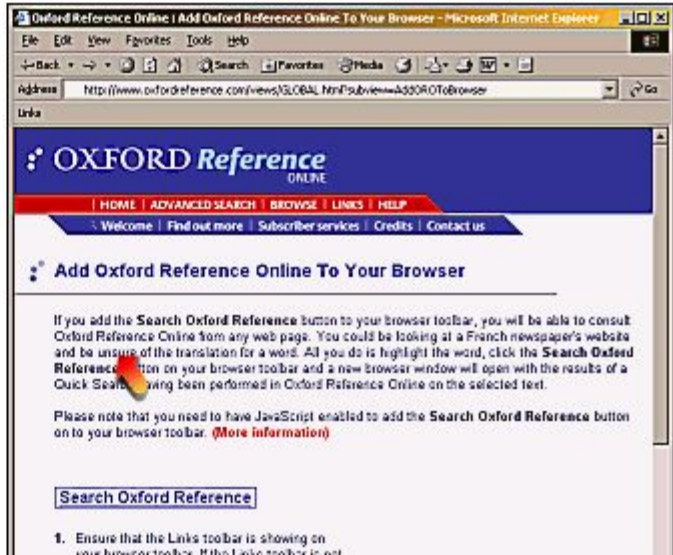 Oxford Reference Online | Add Oxford Reference Online To Your Browser - Microsoft Internet Explorer
File Edit View Favorites Tools Help
Back Search Favorites Media
Address http://www.oxfordreference.com/views/GLOBAL.html?subview=AddOROToBrowser Go
Links
OXFORD Reference
ONLINE
| HOME | ADVANCED SEARCH | BROWSE | LINKS | HELP
Welcome | Find out more | Subscriber services | Credits | Contact us
Add Oxford Reference Online To Your Browser
If you add the Search Oxford Reference button to your browser toolbar, you will be able to consult
Oxford Reference Online from any web page. You could be looking at a French newspaper's website
and be unsure of the translation for a word. All you do is highlight the word, click the Search Oxford
Reference on your browser toolbar and a new browser window will open with the results of a
Quick having been performed in Oxford Reference Online on the selected text.
Please note that you need to have JavaScript enabled to add the Search Oxford Reference button
on to your browser toolbar. (More information)
Search Oxford Reference
1. Ensure that the Links toolbar is showing on
your browser toolbar. If the Links toolbar is not